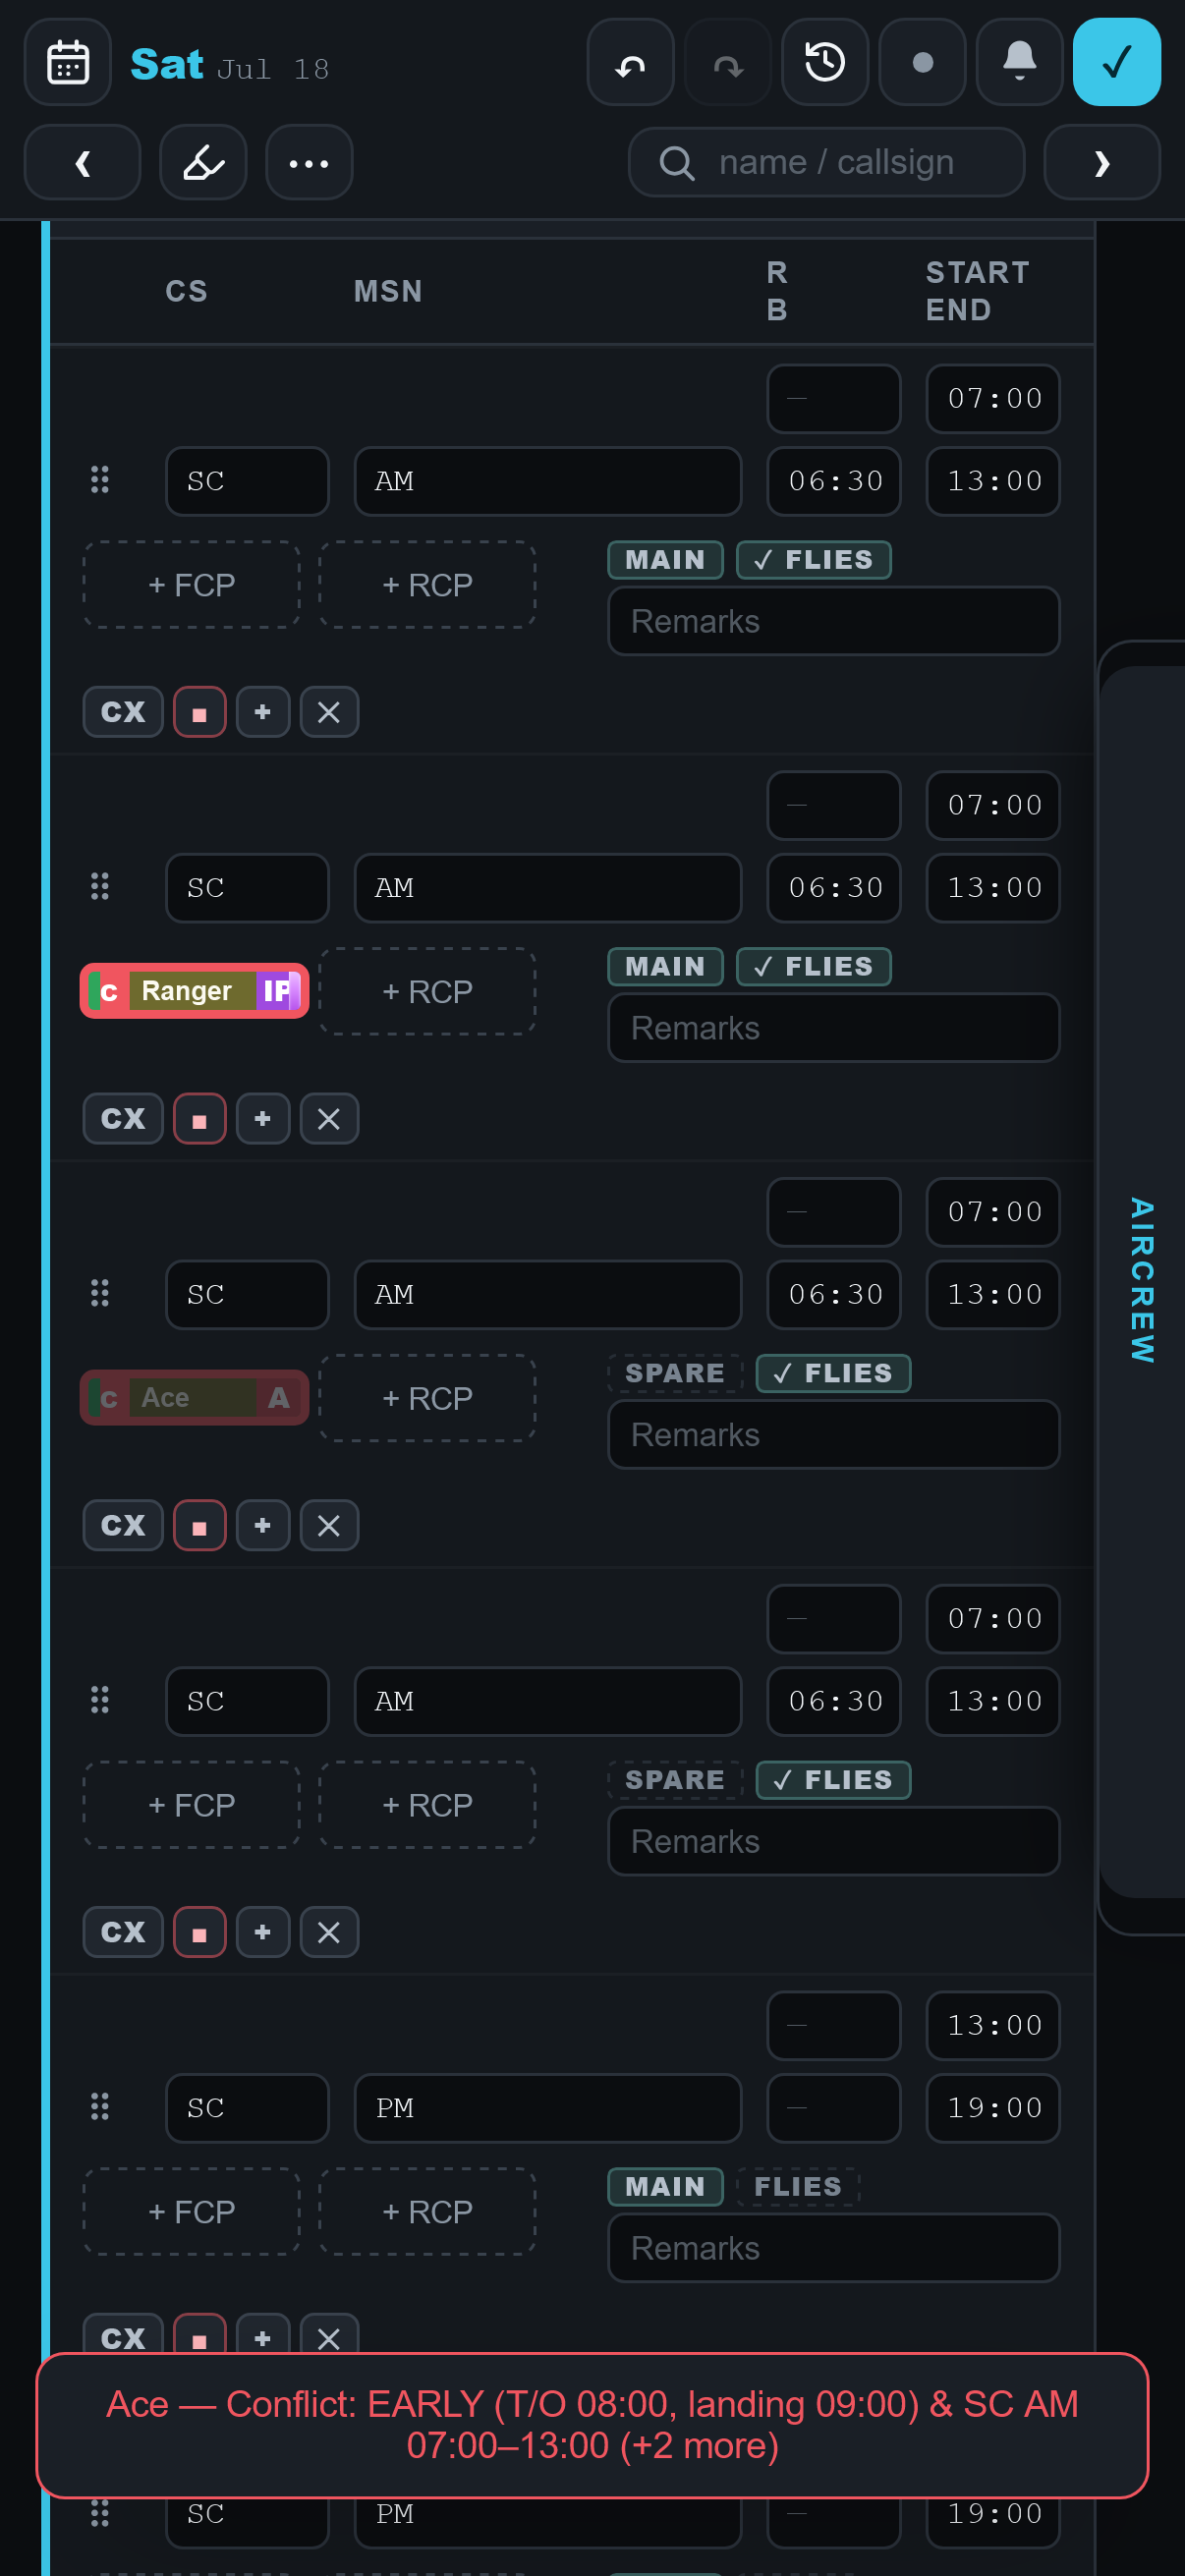 Sat Jul 18
name / callsign
CS MSN R B START END
— 07:00
SC AM 06:30 13:00
+ FCP + RCP MAIN ✓ FLIES
Remarks
CX + ×
— 07:00
SC AM 06:30 13:00
C Ranger IP + RCP MAIN ✓ FLIES
Remarks
CX + ×
— 07:00
SC AM 06:30 13:00
C Ace A + RCP SPARE ✓ FLIES
Remarks
CX + ×
— 07:00
SC AM 06:30 13:00
+ FCP + RCP SPARE ✓ FLIES
Remarks
CX + ×
— 13:00
SC PM — 19:00
+ FCP + RCP MAIN FLIES
Remarks
CX + ×
Ace — Conflict: EARLY (T/O 08:00, landing 09:00) & SC AM
07:00–13:00 (+2 more)
SC PM — 19:00
AIRCREW